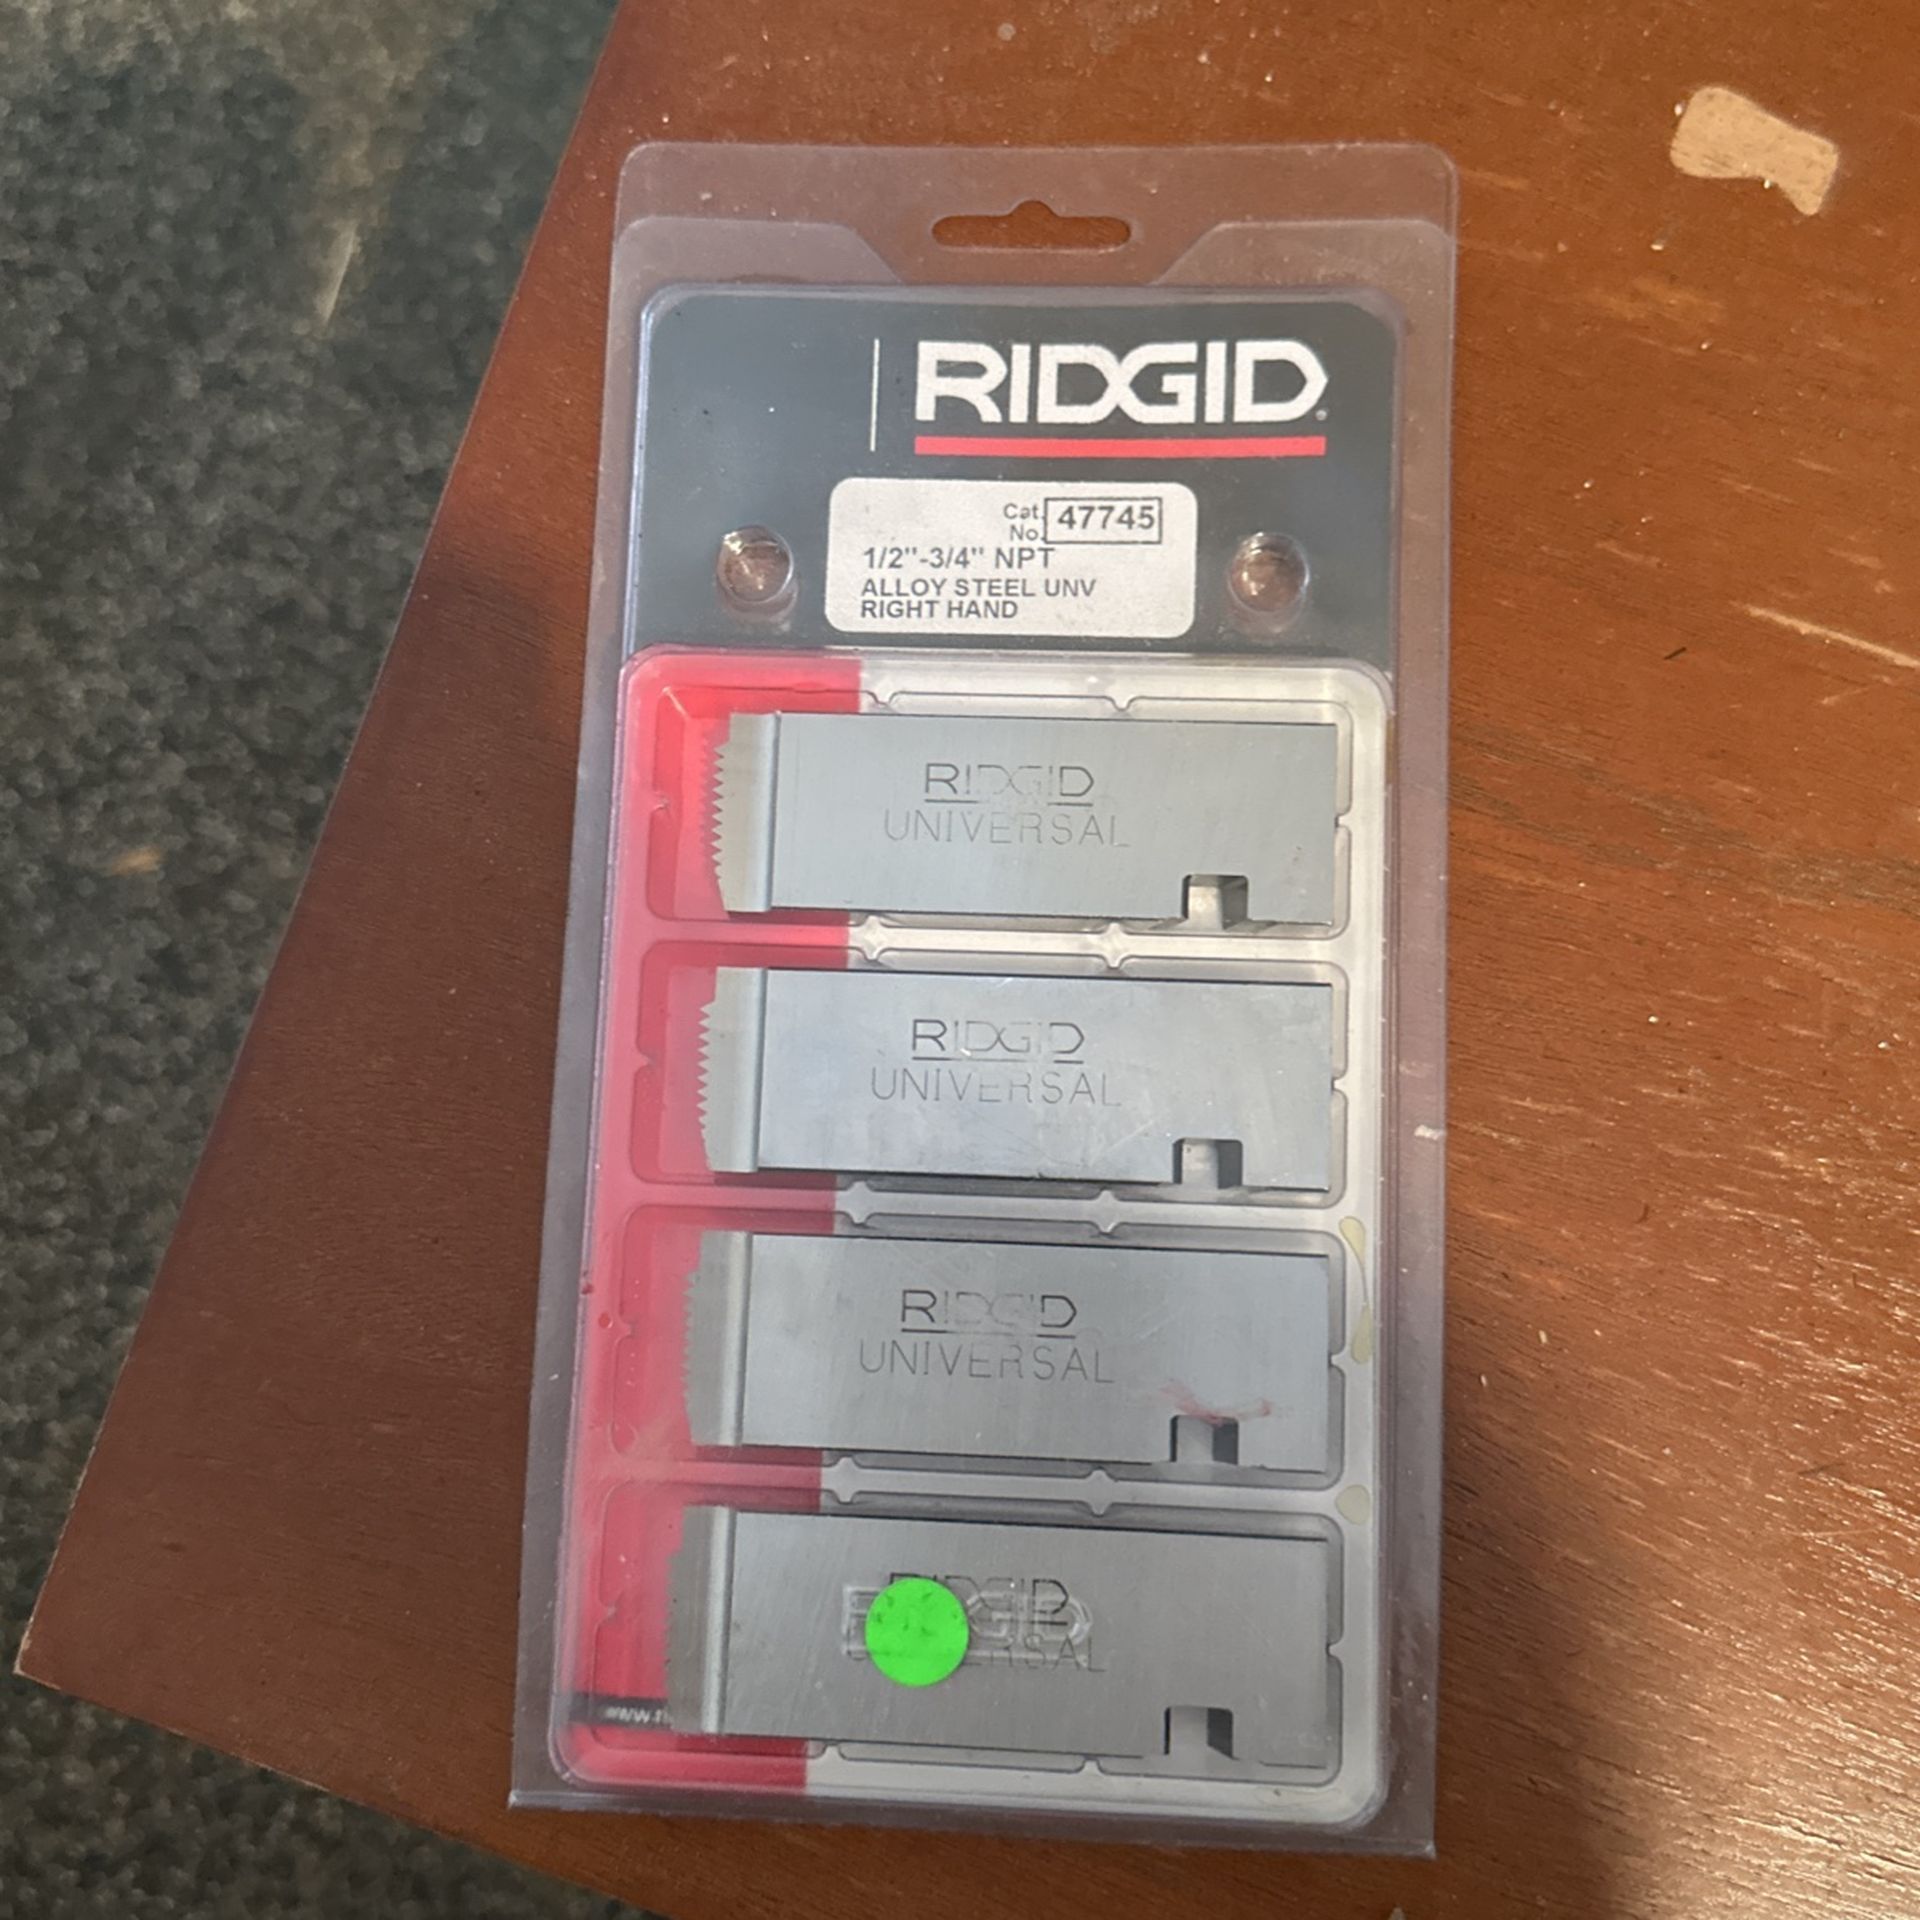 RIDGID
Cat. No. 47745
1/2"-3/4" NPT
ALLOY STEEL UNV
RIGHT HAND
RIDGID
UNIVERSAL
RIDGID
UNIVERSAL
RIDGID
UNIVERSAL
RIDGID